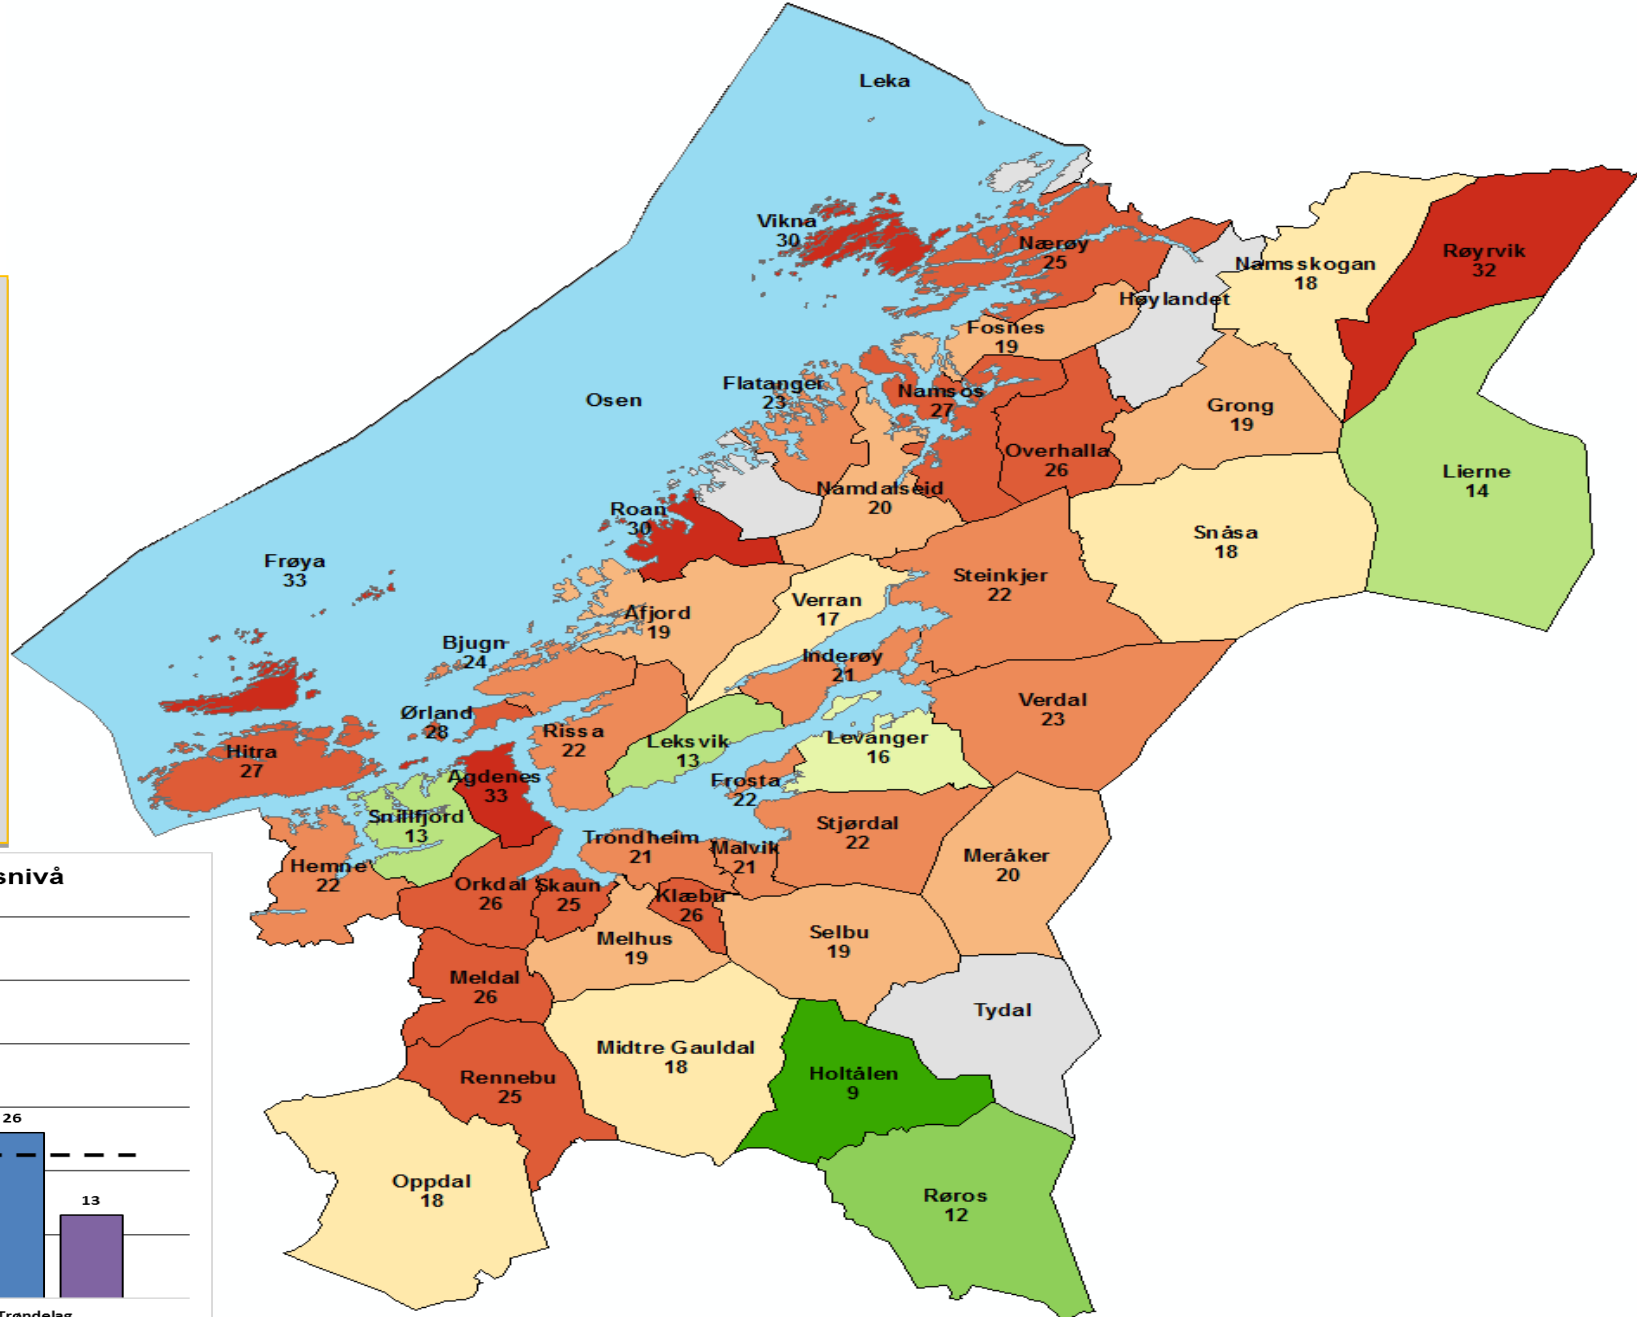 Leka
Vikna
30
Nærøy
25
Namsskogan
18
Røyrvik
32
Høylandet
Fosnes
19
Flatanger
23
Namsos
27
Osen
Grong
19
Overhalla
26
Lierne
14
Namdalseid
20
Roan
30
Snåsa
18
Frøya
33
Steinkjer
22
Verran
17
Åfjord
19
Bjugn
24
Inderøy
21
Verdal
23
Ørland
28
Rissa
22
Leksvik
13
Levanger
16
Hitra
27
Agdenes
33
Frosta
22
Snillfjord
13
Stjørdal
22
Trondheim
21
Malvik
21
Meråker
20
Hemne
22
Orkdal
26
Skaun
25
Klæbu
26
Melhus
19
Selbu
19
Meldal
26
Tydal
Midtre Gauldal
18
Holtålen
9
Rennebu
25
Oppdal
18
Røros
12
snivå
26
13
Trøndelag